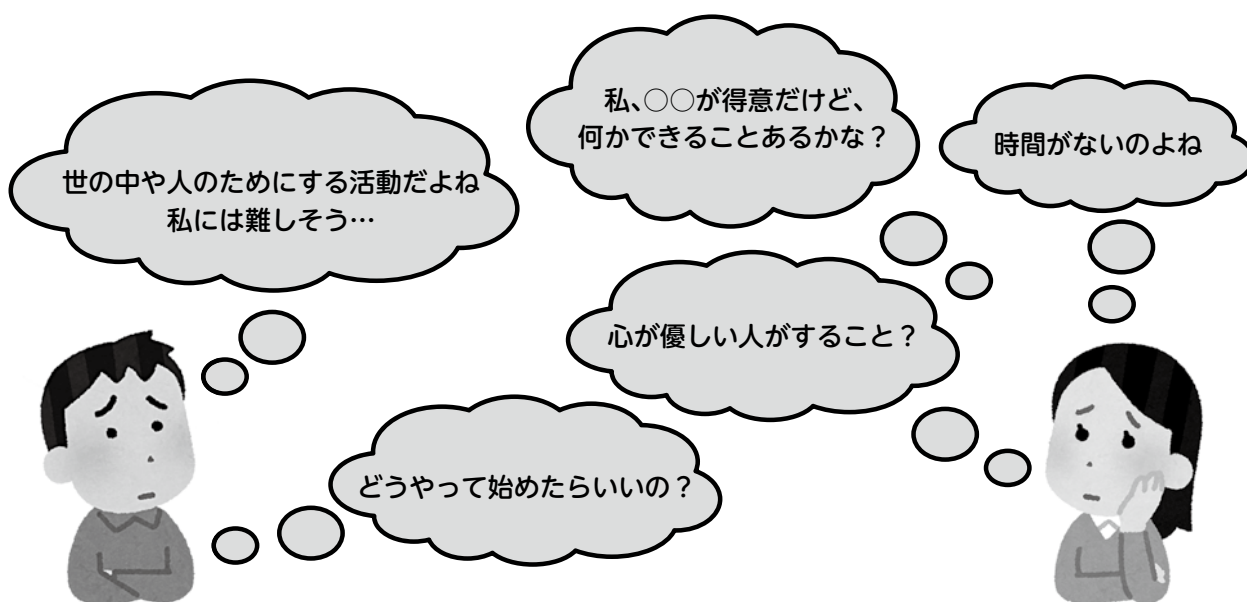 世の中や人のためにする活動だよね
私には難しそう…
私、○○が得意だけど、
何かできることあるかな？
時間がないのよね
心が優しい人がすること？
どうやって始めたらいいの？